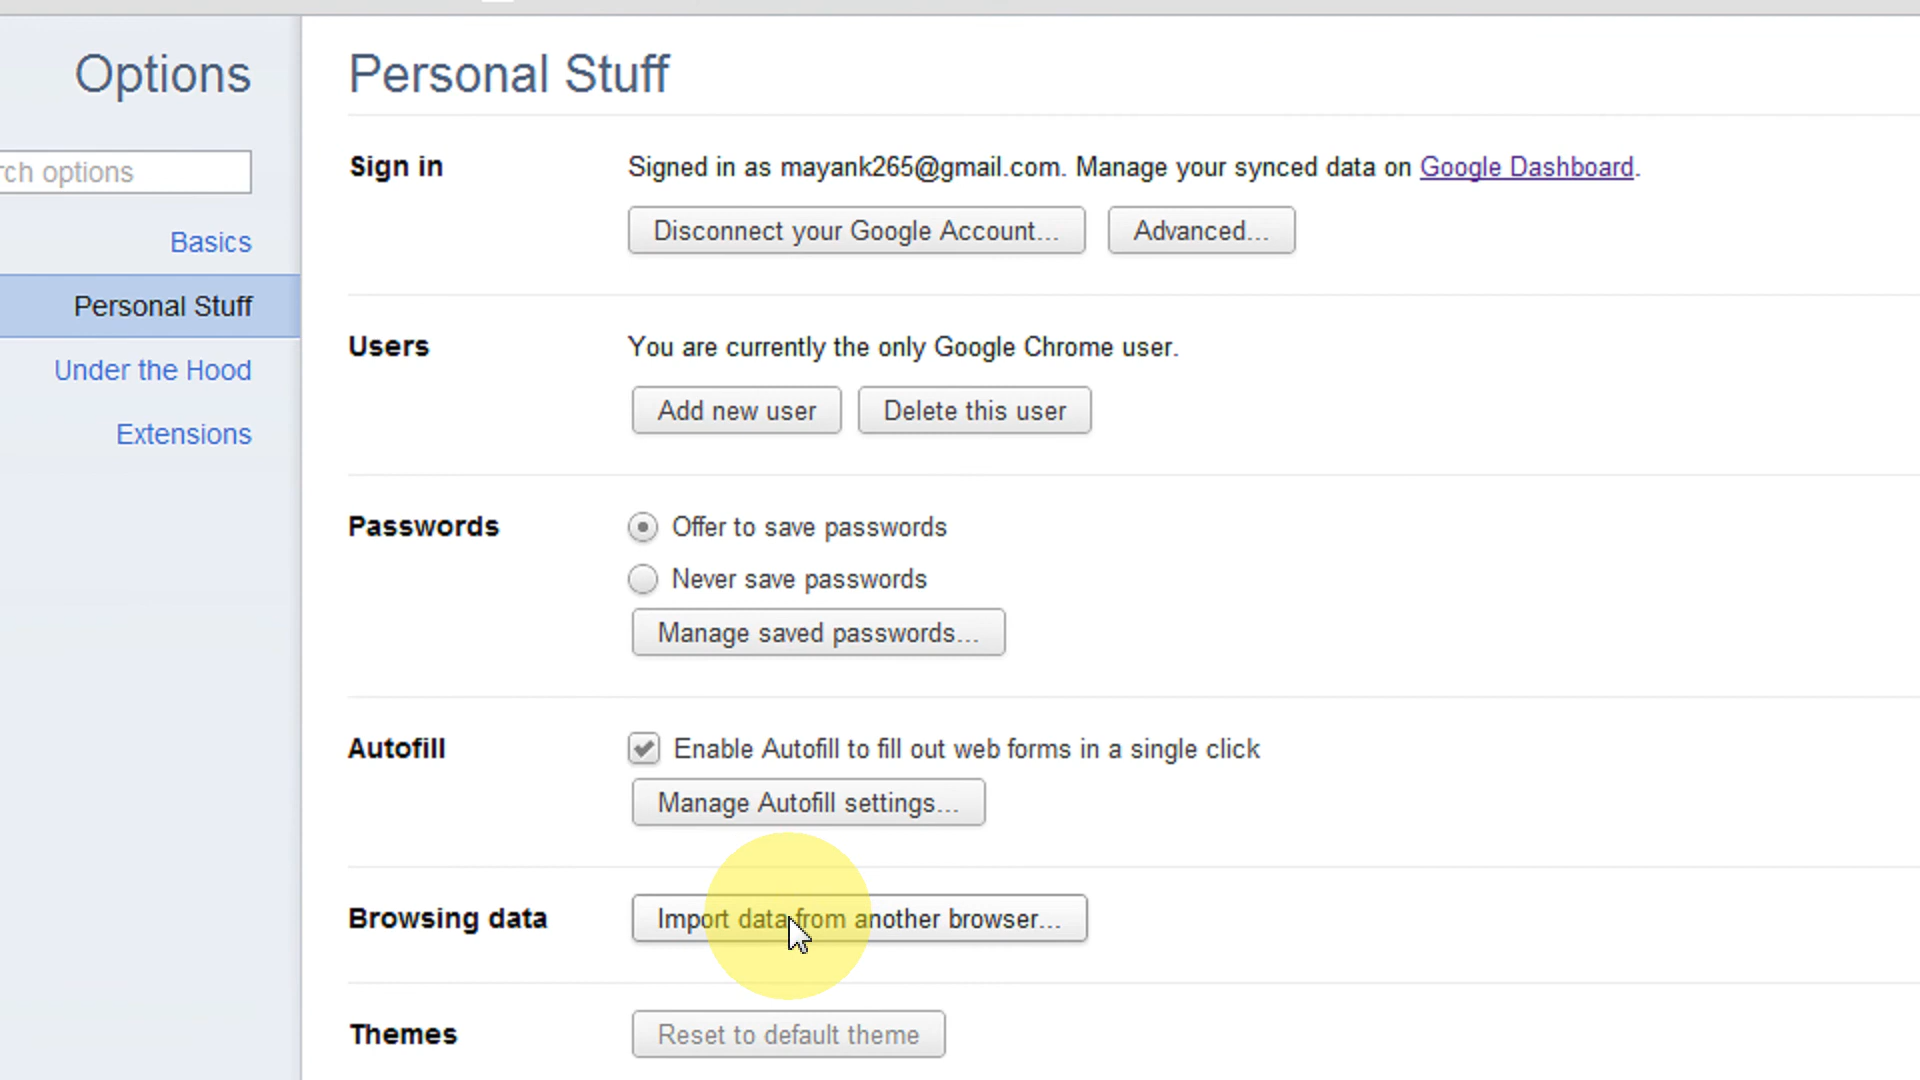 Options
rch options
Basics
Personal Stuff
Under the Hood
Extensions
Personal Stuff
Sign in
Signed in as mayank265@gmail.com. Manage your synced data on Google Dashboard.
Disconnect your Google Account... Advanced...
Users
You are currently the only Google Chrome user.
Add new user Delete this user
Passwords
Offer to save passwords
Never save passwords
Manage saved passwords...
Autofill
Enable Autofill to fill out web forms in a single click
Manage Autofill settings...
Browsing data
Import data from another browser...
Themes
Reset to default theme